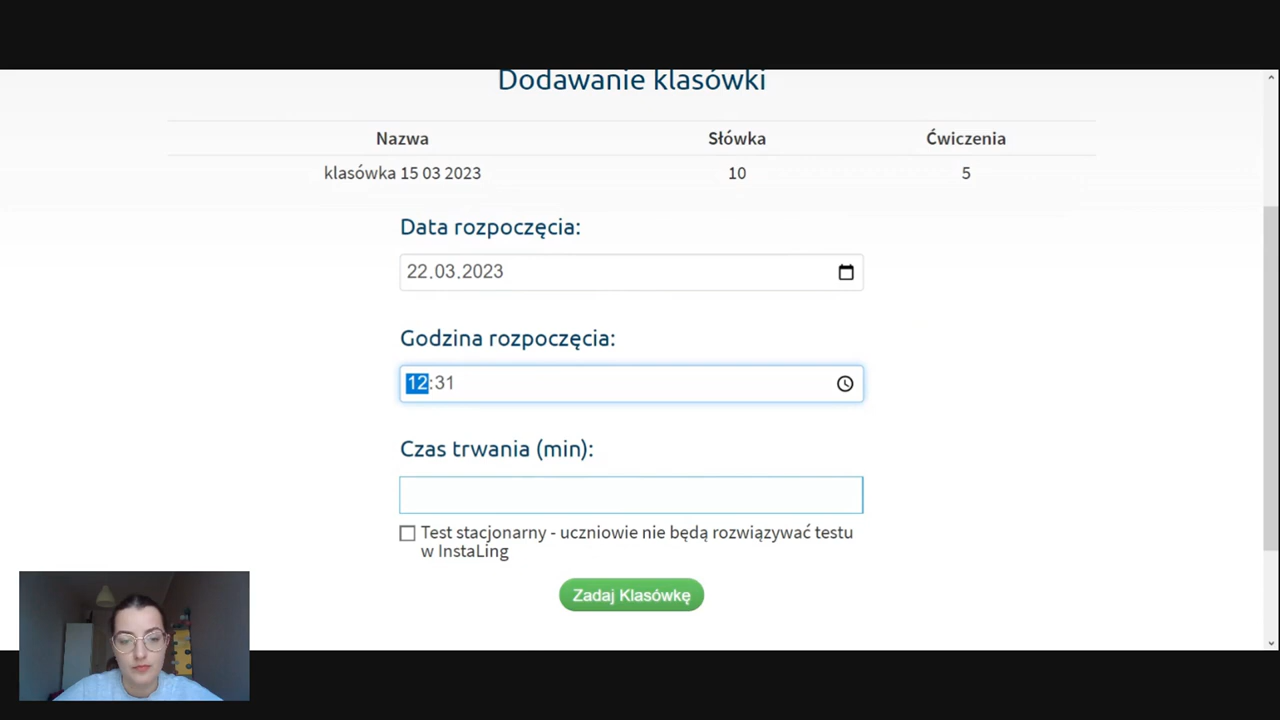 Dodawanie klasówki
Nazwa Słówka Ćwiczenia
klasówka 15 03 2023 10 5
Data rozpoczęcia:
22.03.2023
Godzina rozpoczęcia:
12:31
Czas trwania (min):
Test stacjonarny - uczniowie nie będą rozwiązywać testu
w InstaLing
Zadaj Klasówkę